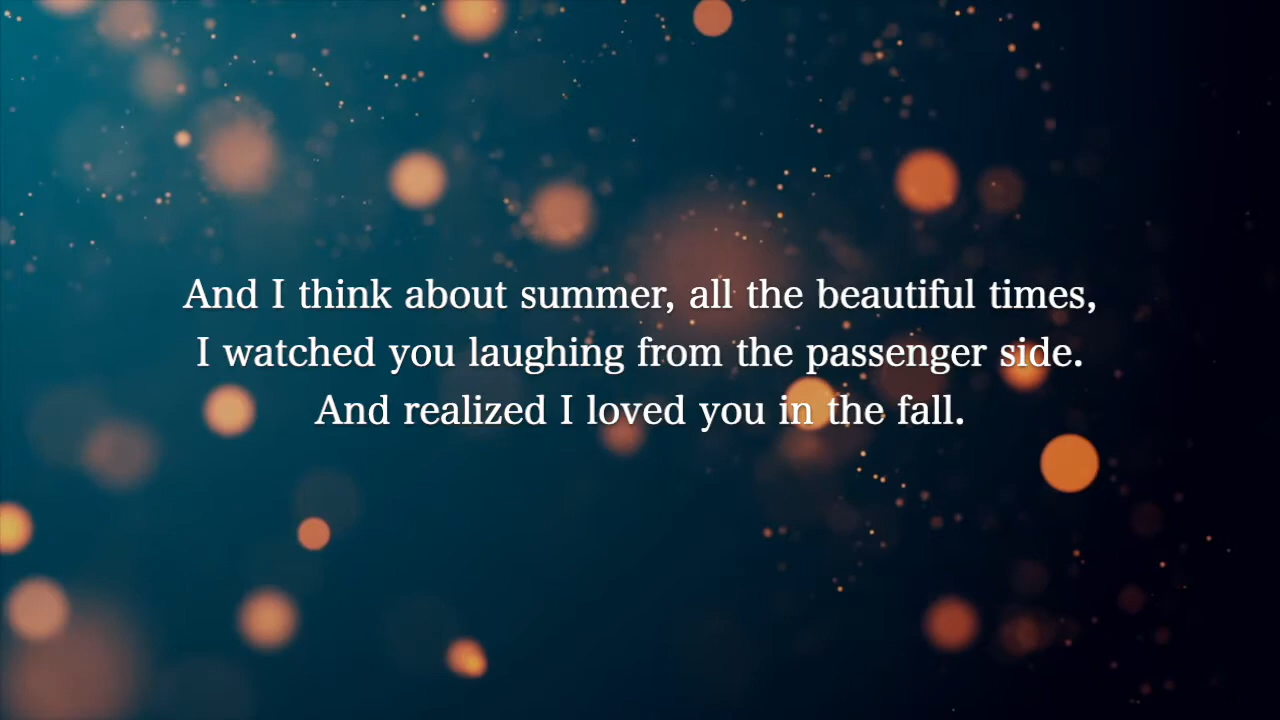 And I think about summer, all the beautiful times,
I watched you laughing from the passenger side.
And realized I loved you in the fall.